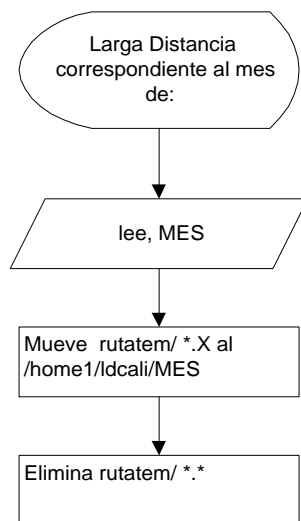 Larga Distancia
correspondiente al mes
de:
lee, MES
Mueve rutatem/ *.X al
/home1/ldcali/MES
Elimina rutatem/ *.*